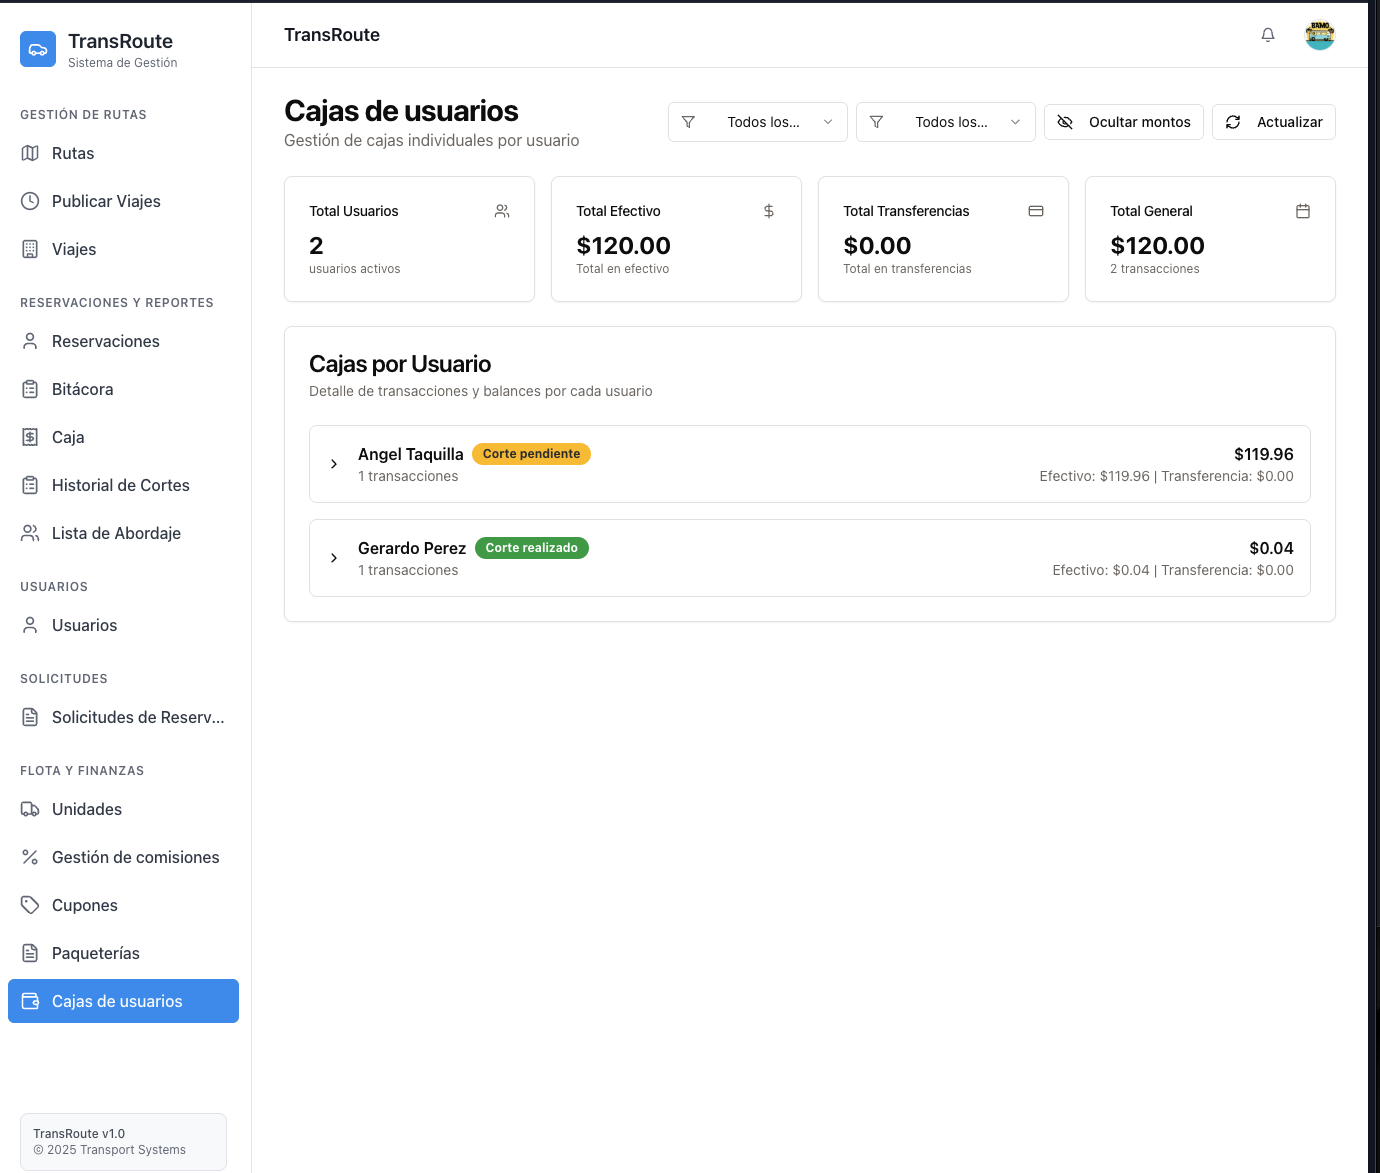 TransRoute
Sistema de Gestión
GESTIÓN DE RUTAS
Rutas
Publicar Viajes
Viajes
RESERVACIONES Y REPORTES
Reservaciones
Bitácora
Caja
Historial de Cortes
Lista de Abordaje
USUARIOS
Usuarios
SOLICITUDES
Solicitudes de Reserv...
FLOTA Y FINANZAS
Unidades
Gestión de comisiones
Cupones
Paqueterías
Cajas de usuarios
TransRoute v1.0
© 2025 Transport Systems
TransRoute
BAMO
Cajas de usuarios
Gestión de cajas individuales por usuario
Todos los...
Todos los...
Ocultar montos
Actualizar
Total Usuarios
2
usuarios activos
Total Efectivo
$120.00
Total en efectivo
Total Transferencias
$0.00
Total en transferencias
Total General
$120.00
2 transacciones
Cajas por Usuario
Detalle de transacciones y balances por cada usuario
Angel Taquilla Corte pendiente
1 transacciones
$119.96
Efectivo: $119.96 | Transferencia: $0.00
Gerardo Perez Corte realizado
1 transacciones
$0.04
Efectivo: $0.04 | Transferencia: $0.00